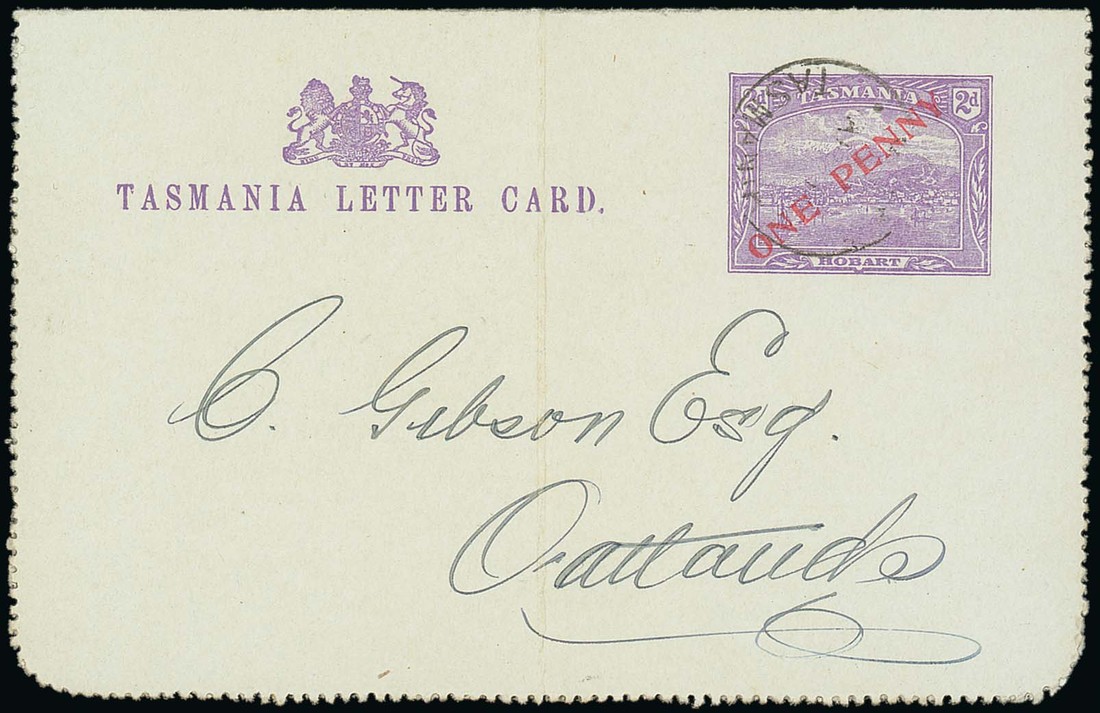 TASMANIA
2d
ONE PENNY
HOBART
TASMANIA LETTER CARD.
C. Gibson Esq.
Oatlands